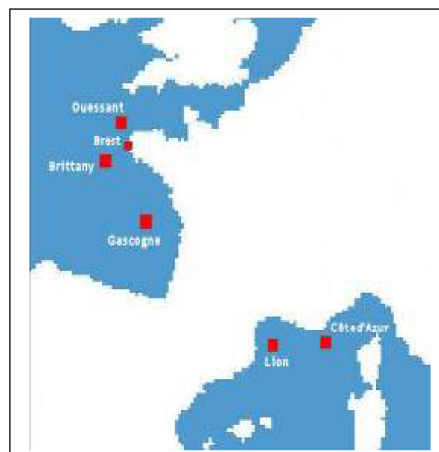 Ouessant
Brest
Brittany
Gascogne
Côte d'Azur
Lion